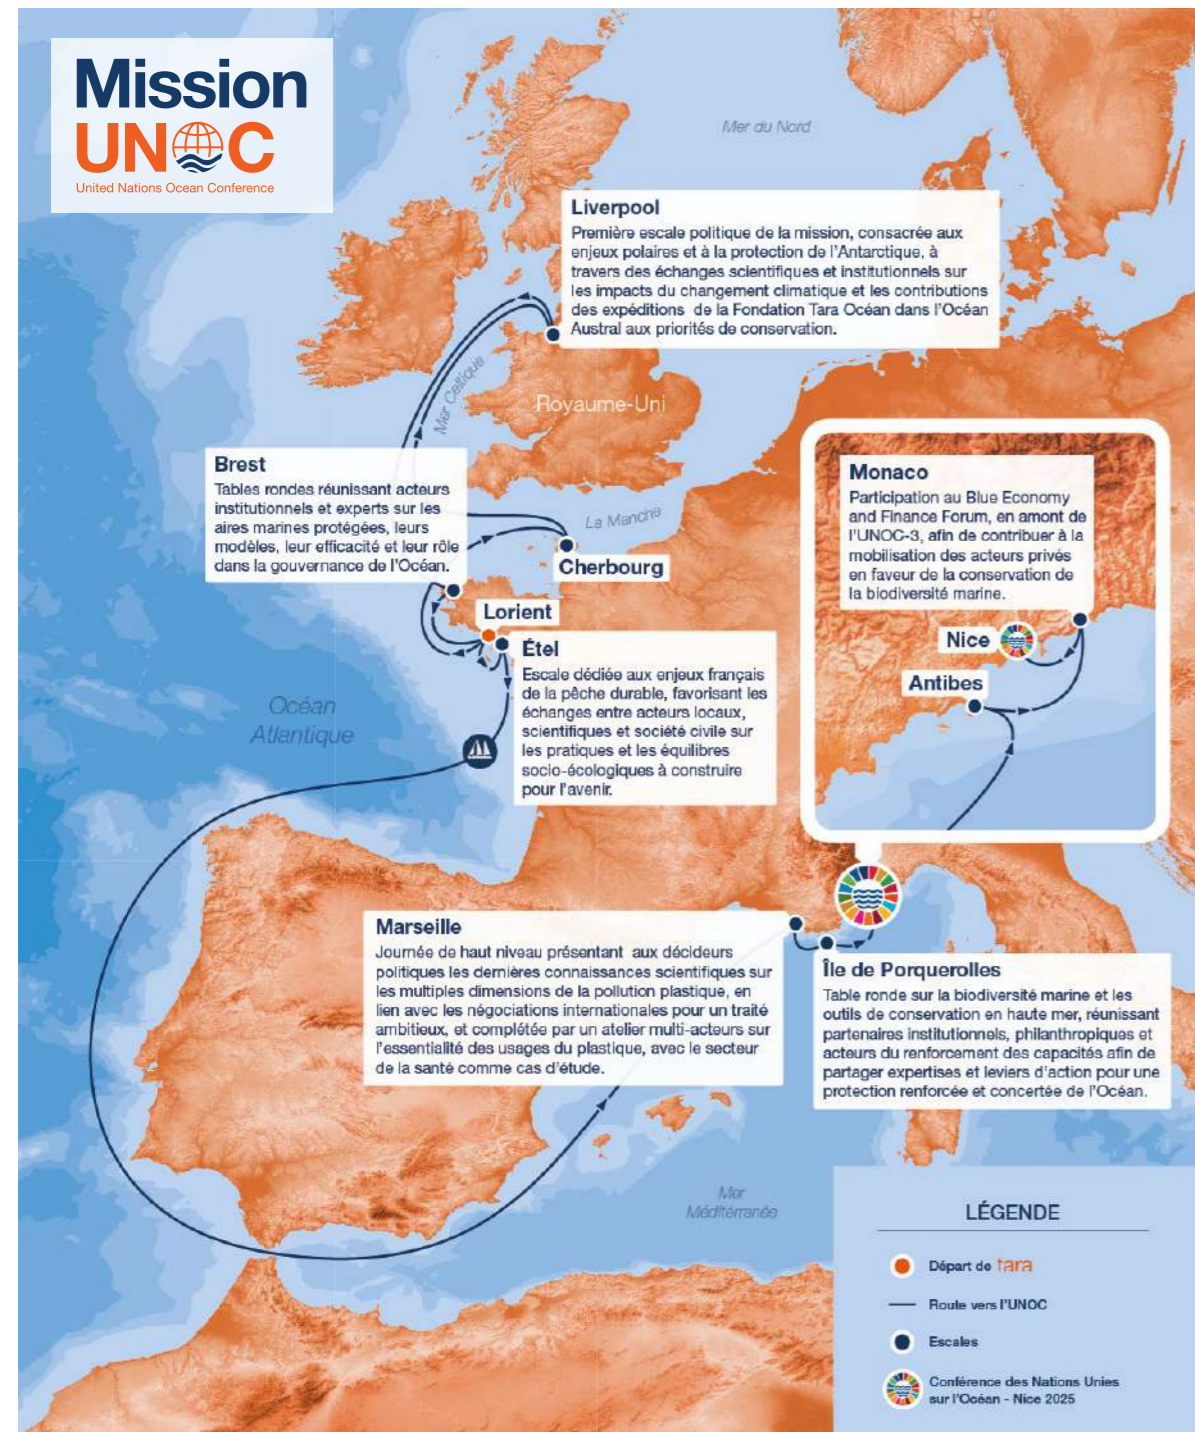 Mission
UNOC
United Nations Ocean Conference
Mer du Nord
Liverpool
Première escale politique de la mission, consacrée aux
enjeux polaires et à la protection de l'Antarctique, à
travers des échanges scientifiques et institutionnels sur
les impacts du changement climatique et les contributions
des expéditions de la Fondation Tara Océan dans l'Océan
Austral aux priorités de conservation.
Mer Celtique
Royaume-Uni
Brest
Tables rondes réunissant acteurs
institutionnels et experts sur les
aires marines protégées, leurs
modèles, leur efficacité et leur rôle
dans la gouvernance de l'Océan.
La Manche
Cherbourg
Monaco
Participation au Blue Economy
and Finance Forum, en amont de
l'UNOC-3, afin de contribuer à la
mobilisation des acteurs privés
en faveur de la conservation de
la biodiversité marine.
Nice
Antibes
Lorient
Étel
Escale dédiée aux enjeux français
de la pêche durable, favorisant les
échanges entre acteurs locaux,
scientifiques et société civile sur
les pratiques et les équilibres
socio-écologiques à construire
pour l'avenir.
Océan
Atlantique
Marseille
Journée de haut niveau présentant aux décideurs
politiques les dernières connaissances scientifiques sur
les multiples dimensions de la pollution plastique, en
lien avec les négociations internationales pour un traité
ambitieux, et complétée par un atelier multi-acteurs sur
l'essentialité des usages du plastique, avec le secteur
de la santé comme cas d'étude.
Île de Porquerolles
Table ronde sur la biodiversité marine et les
outils de conservation en haute mer, réunissant
partenaires institutionnels, philanthropiques et
acteurs du renforcement des capacités afin de
partager expertises et leviers d'action pour une
protection renforcée et concertée de l'Océan.
Mer
Méditérranée
LÉGENDE
Départ de tara
Route vers l'UNOC
Escales
Conférence des Nations Unies
sur l'Océan - Nice 2025